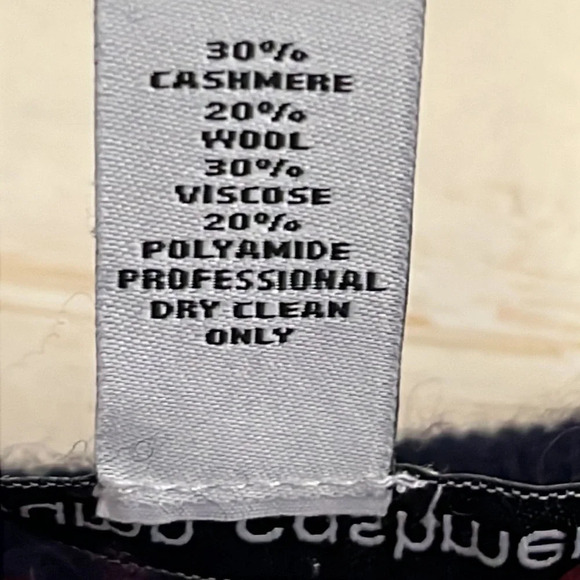 30%
CASHMERE
20%
WOOL
30%
VISCOSE
20%
POLYAMIDE
PROFESSIONAL
DRY CLEAN
ONLY